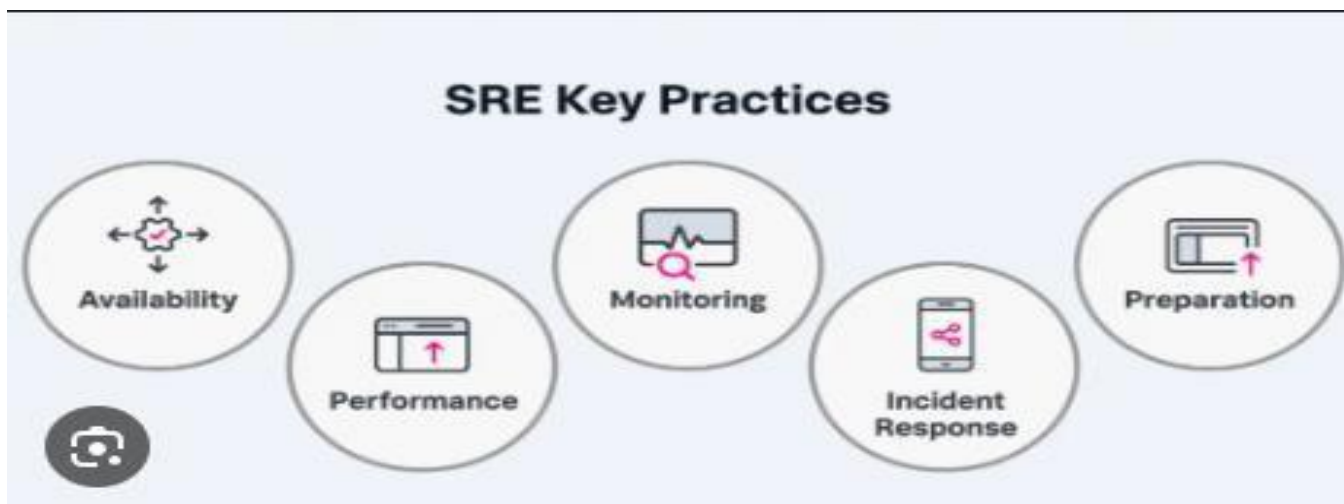 SRE Key Practices
Availability
Performance
Monitoring
Incident
Response
Preparation